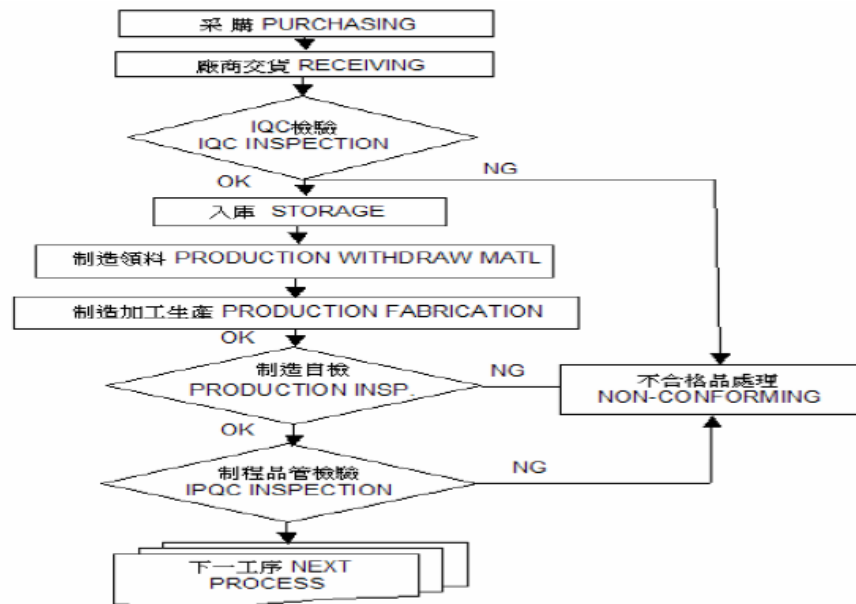 采 購 PURCHASING
廠商交貨 RECEIVING
IQC檢驗
IQC INSPECTION
OK
NG
入庫 STORAGE
制造領料 PRODUCTION WITHDRAW MATL
制造加工生產 PRODUCTION FABRICATION
OK
制造自檢
PRODUCTION INSP.
NG
不合格品處理
NON-CONFORMING
OK
制程品管檢驗
IPQC INSPECTION
NG
下一工序 NEXT
PROCESS